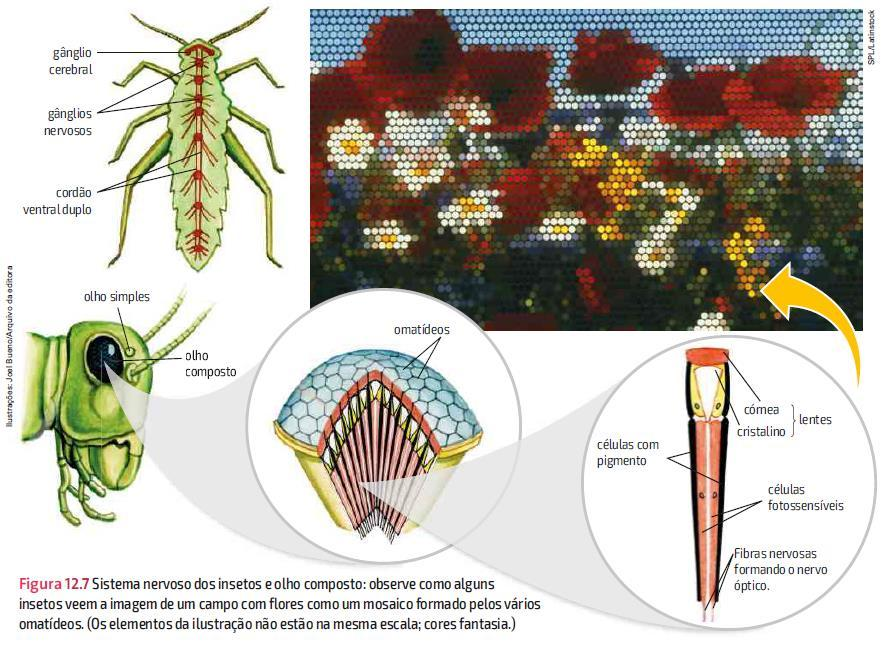 gânglio
cerebral
gânglios
nervosos
cordão
ventral duplo
SPL/Latinstock
Ilustrações: Joel Bueno/Arquivo da editora
olho simples
olho
composto
omatídeos
córnea
cristalino
lentes
células com
pigmento
células
fotossensíveis
Fibras nervosas
formando o nervo
óptico.
Figura 12.7 Sistema nervoso dos insetos e olho composto: observe como alguns
insetos veem a imagem de um campo com flores como um mosaico formado pelos vários
omatídeos. (Os elementos da ilustração não estão na mesma escala; cores fantasia.)